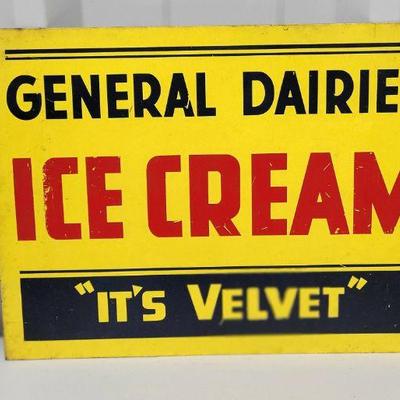 GENERAL DAIRIE
ICE CREAM
"IT'S VELVET"